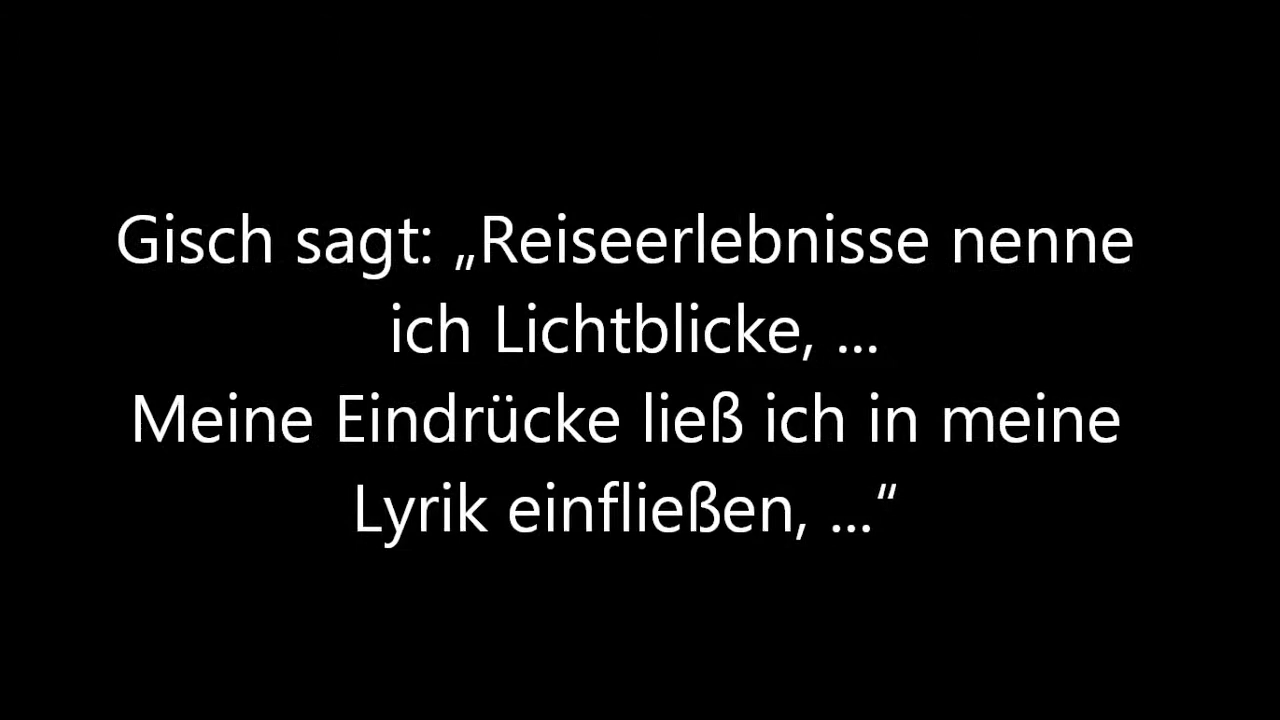 Gisch sagt: „Reiseerlebnisse nenne
ich Lichtblicke, ...
Meine Eindrücke ließ ich in meine
Lyrik einfließen, ...“